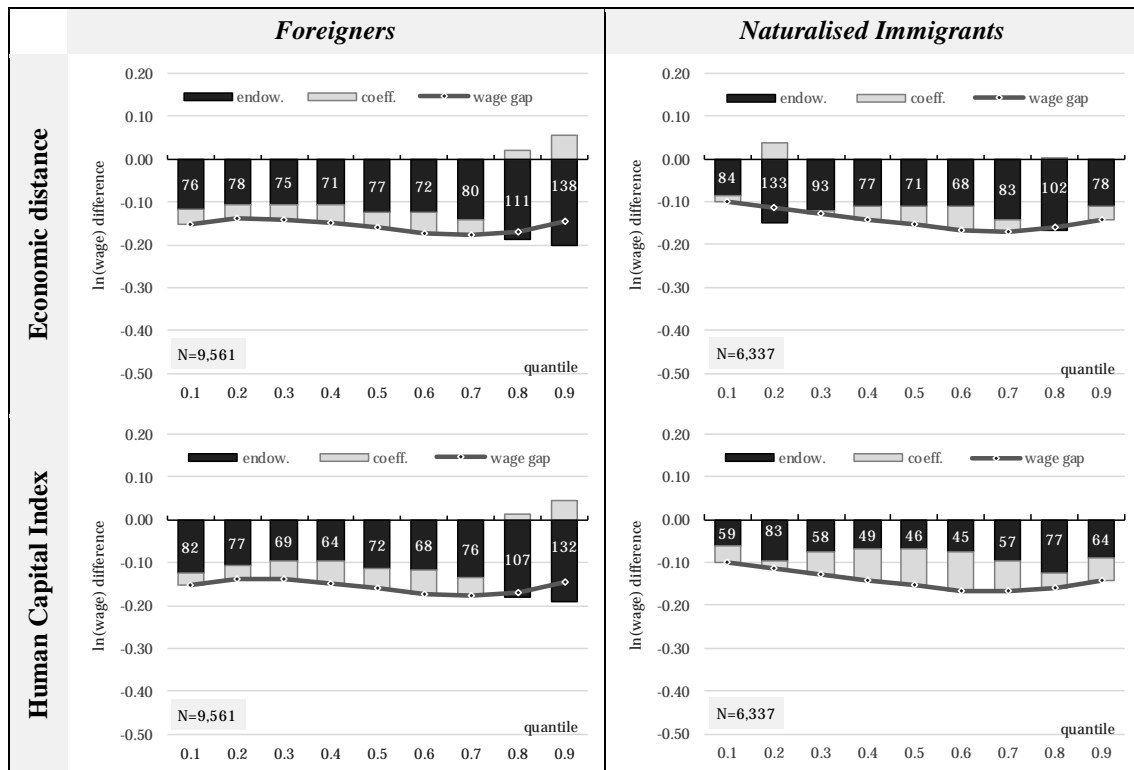 Foreigners
Naturalised Immigrants
Economic distance
ln(wage) difference
0.20
0.10
0.00
-0.10
-0.20
-0.30
-0.40
-0.50
endow. coeff. wage gap
76 78 75 71 77 72 80 111 138
N=9,561
quantile
0.1 0.2 0.3 0.4 0.5 0.6 0.7 0.8 0.9
ln(wage) difference
0.20
0.10
0.00
-0.10
-0.20
-0.30
-0.40
-0.50
endow. coeff. wage gap
84 133 93 77 71 68 83 102 78
N=6,337
quantile
0.1 0.2 0.3 0.4 0.5 0.6 0.7 0.8 0.9
Human Capital Index
ln(wage) difference
0.20
0.10
0.00
-0.10
-0.20
-0.30
-0.40
-0.50
endow. coeff. wage gap
82 77 69 64 72 68 76 107 132
N=9,561
quantile
0.1 0.2 0.3 0.4 0.5 0.6 0.7 0.8 0.9
ln(wage) difference
0.20
0.10
0.00
-0.10
-0.20
-0.30
-0.40
-0.50
endow. coeff. wage gap
59 83 58 49 46 45 57 77 64
N=6,337
quantile
0.1 0.2 0.3 0.4 0.5 0.6 0.7 0.8 0.9